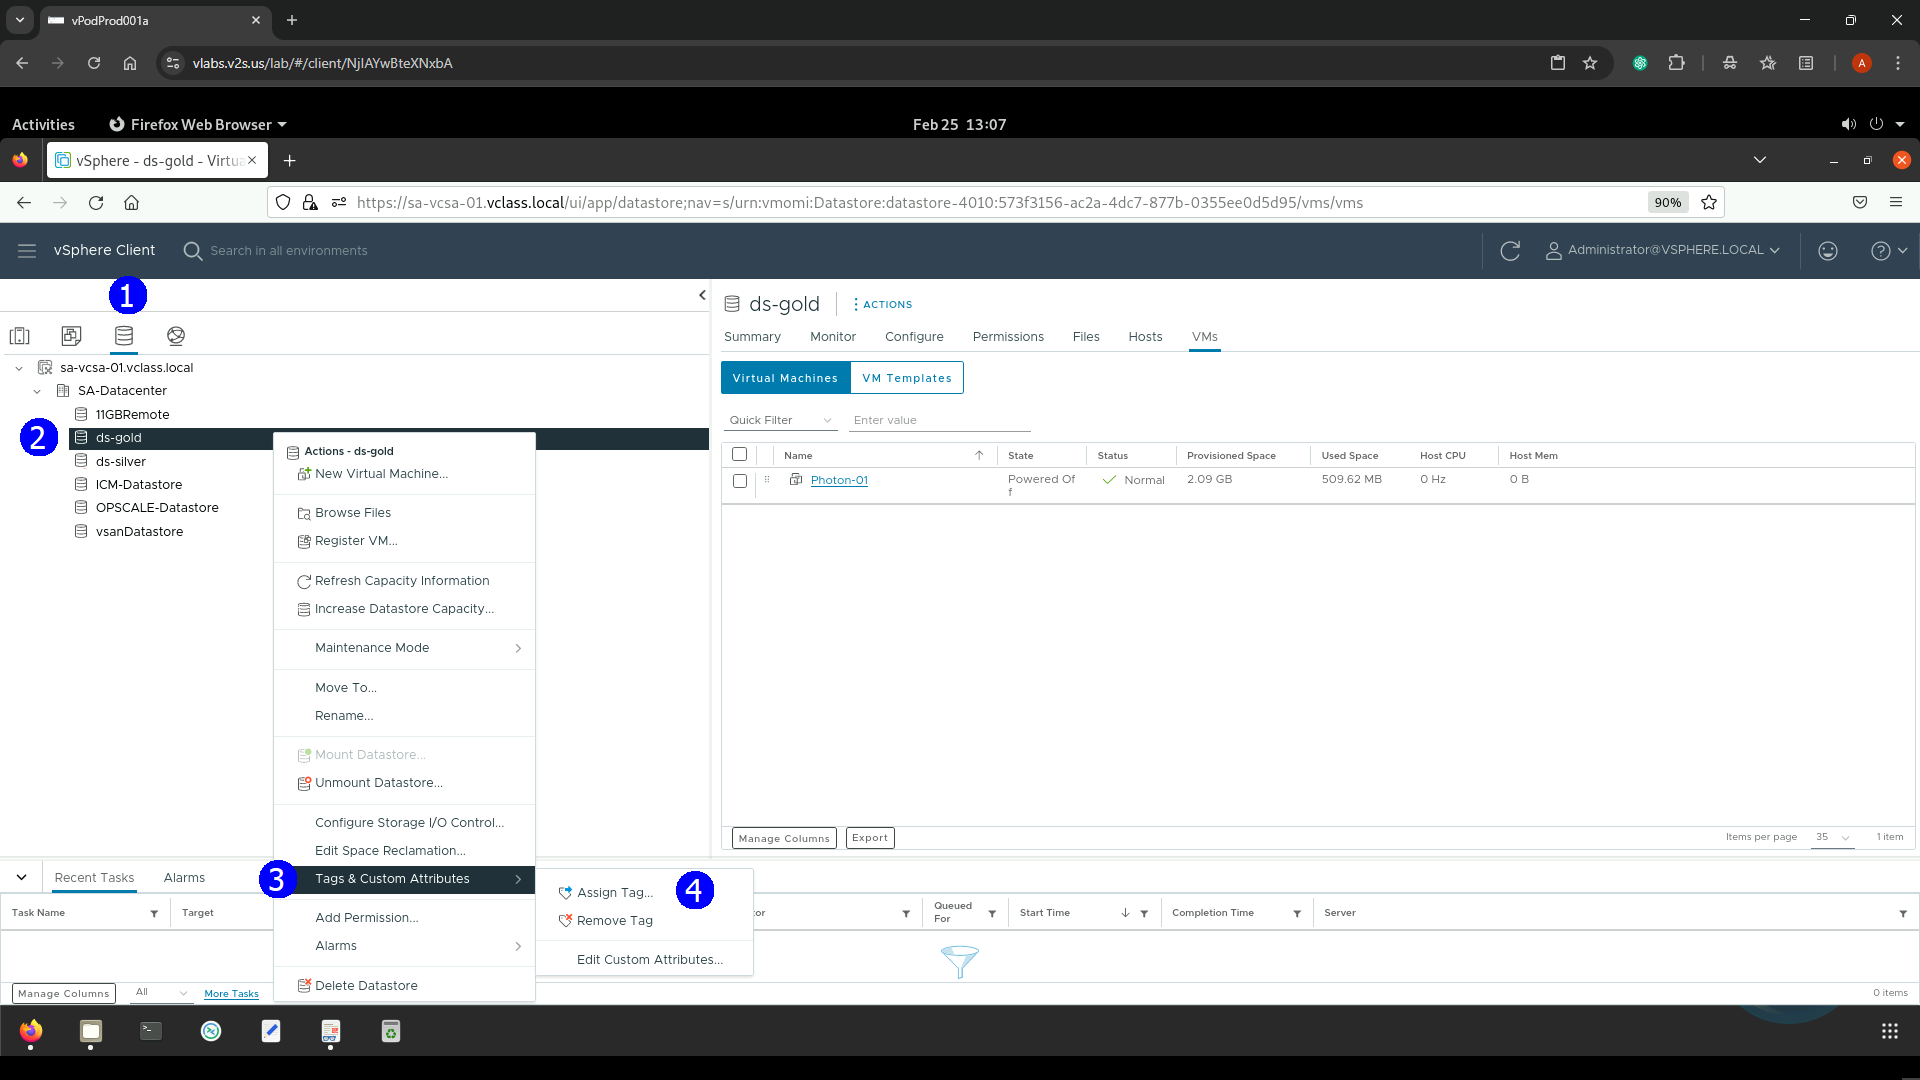 vPodProd001a
vlabs.v2s.us/lab/#/client/NjIAYwBteXNxbA
A
Activities
Firefox Web Browser
Feb 25 13:07
vSphere - ds-gold - Virtua
https://sa-vcsa-01.vclass.local/ui/app/datastore;nav=s/urn:vmomi:Datastore:datastore-4010:573f3156-ac2a-4dc7-877b-0355ee0d5d95/vms/vms
90%
vSphere Client
Search in all environments
Administrator@VSPHERE.LOCAL
1
sa-vcsa-01.vclass.local
SA-Datacenter
11GBRemote
2
ds-gold
ds-silver
ICM-Datastore
OPSCALE-Datastore
vsanDatastore
Actions - ds-gold
New Virtual Machine...
Browse Files
Register VM...
Refresh Capacity Information
Increase Datastore Capacity...
Maintenance Mode
Move To...
Rename...
Mount Datastore...
Unmount Datastore...
Configure Storage I/O Control...
Edit Space Reclamation...
3
Tags & Custom Attributes
Add Permission...
Alarms
Delete Datastore
4
Assign Tag...
Remove Tag
Edit Custom Attributes...
ds-gold
ACTIONS
Summary Monitor Configure Permissions Files Hosts VMs
Virtual Machines VM Templates
Quick Filter Enter value
Name State Status Provisioned Space Used Space Host CPU Host Mem
Photon-01 Powered Of Normal 2.09 GB 509.62 MB 0 Hz 0 B
f
Manage Columns Export Items per page 35 1 item
Recent Tasks Alarms
Task Name Target or Queued Start Time Completion Time Server
For
Manage Columns All More Tasks 0 items